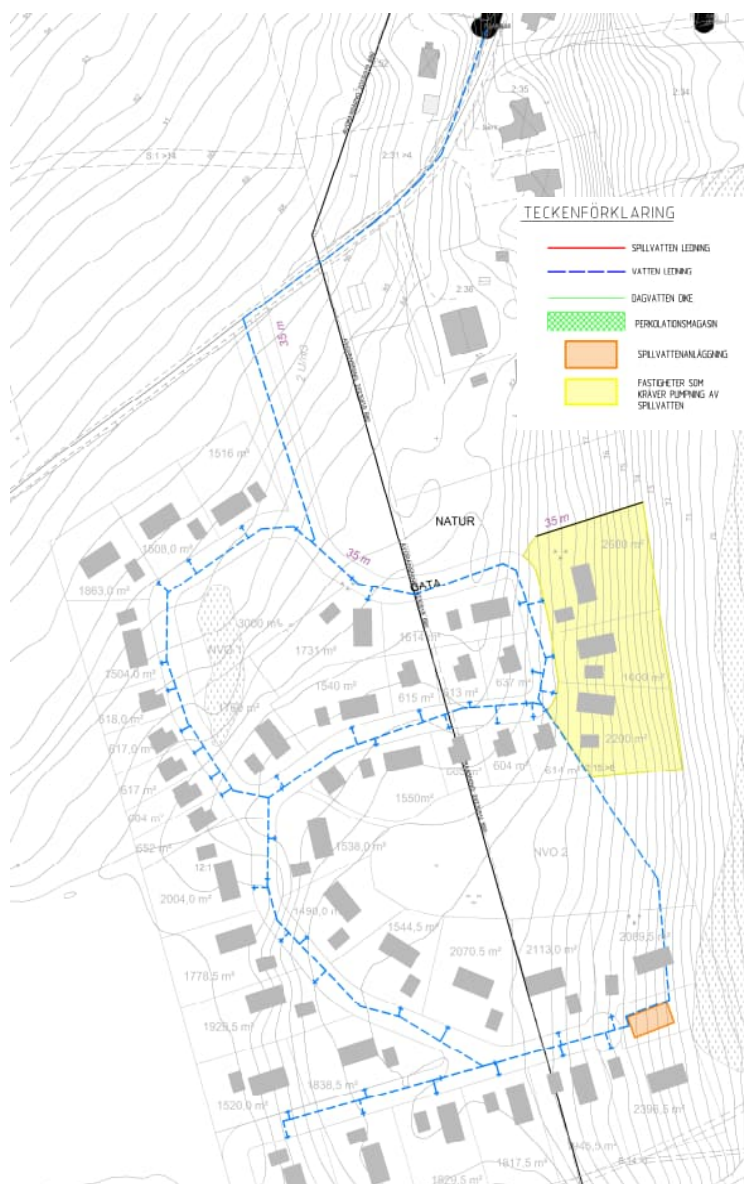 2:35
2:34
S:1 >14
2:31 >4
TECKENFÖRKLARING
SPILLVATTEN LEDNING
VATTEN LEDNING
DAGVATTEN DIKE
PERKOLATIONSMAGASIN
SPILLVATTENANLÄGGNING
FASTIGHETER SOM
KRÄVER PUMPNING AV
SPILLVATTEN
2:36
35 m
1516 m²
NATUR
35 m
2600 m²
1508,0 m²
35 m
GATA
1863,0 m²
3000 m²
1614 m²
NVO 1
1731 m²
1504,0 m²
1540 m²
615 m²
613 m²
637 m²
1600 m²
618,0 m²
2200 m²
617,0 m²
604 m²
614 m²
617 m²
1550m²
604 m²
652 m²
1538,0 m²
NVO 2
2004,0 m²
1490,0 m²
1544,5 m²
2070,5 m²
2113,0 m²
2089,5 m²
1778,5 m²
1929,5 m²
1838,5 m²
1520,0 m²
2396,5 m²
1817,5 m²
1829,5 m²